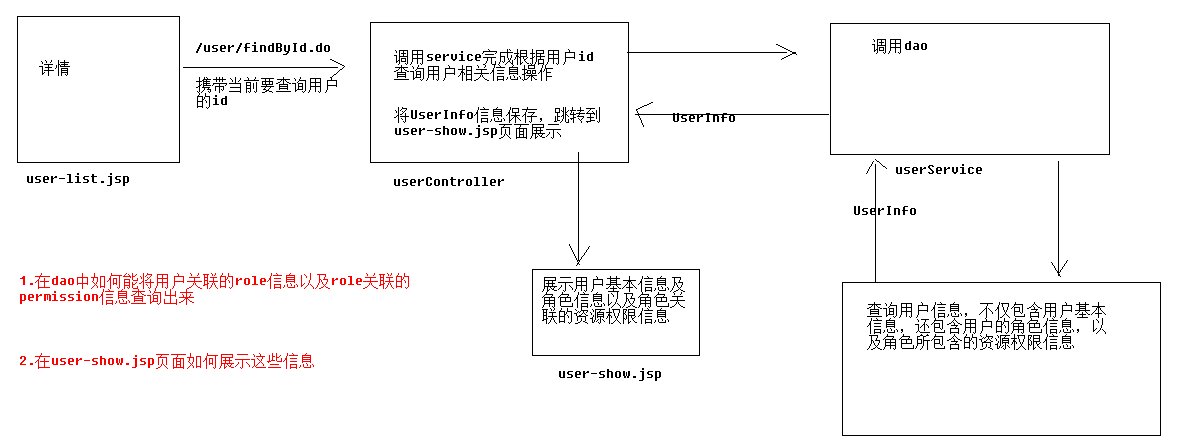 详情
user-list.jsp
/user/findById.do
携带当前要查询用户
的id
调用service完成根据用户id
查询用户相关信息操作
将UserInfo信息保存，跳转到
user-show.jsp页面展示
userController
UserInfo
调用dao
userService
UserInfo
查询用户信息，不仅包含用户基本
信息，还包含用户的角色信息，以
及角色所包含的资源权限信息
展示用户基本信息及
角色信息以及角色关
联的资源权限信息
user-show.jsp
1.在dao中如何能将用户关联的role信息以及role关联的
permission信息查询出来
2.在user-show.jsp页面如何展示这些信息